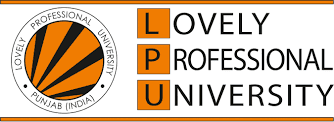 LOVELY PROFESSIONAL UNIVERSITY
• PUNJAB (INDIA) •
L LOVELY
P PROFESSIONAL
U UNIVERSITY